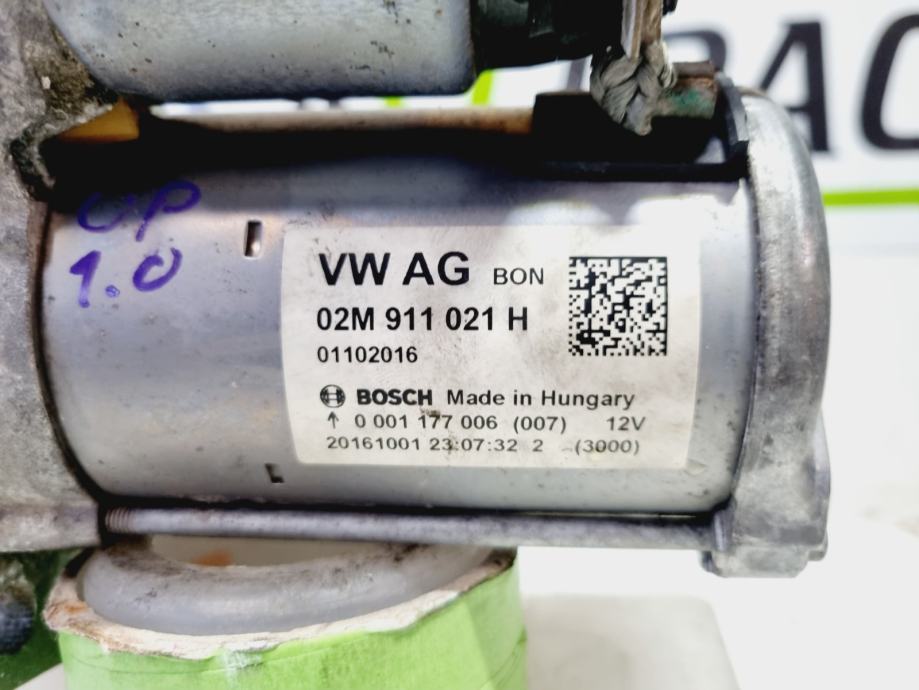 UP
1.0
VW AG BON
02M 911 021 H
01102016
BOSCH Made in Hungary
↑ 0 001 177 006 (007) 12V
20161001 23:07:32 2 (3000)